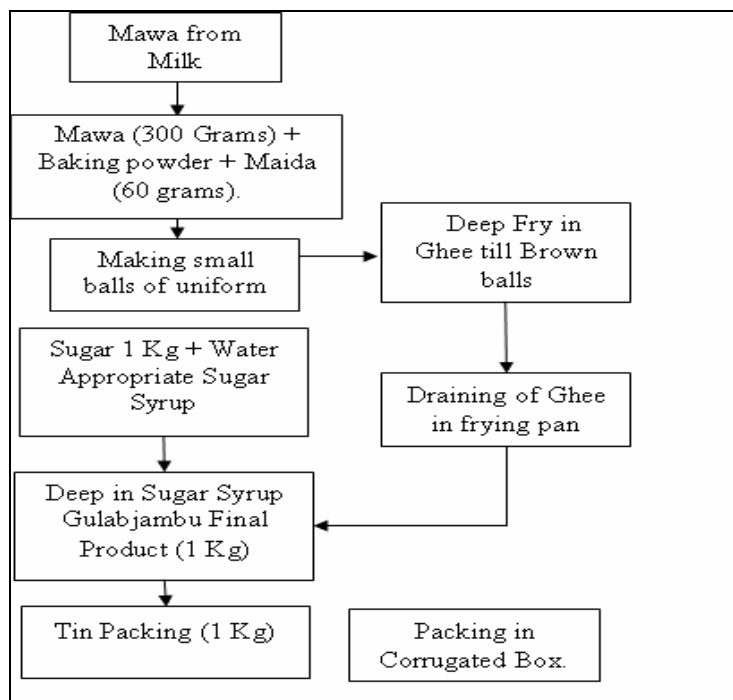 Mawa from
Milk
Mawa (300 Grams) +
Baking powder + Maida
(60 grams).
Making small
balls of uniform
Deep Fry in
Ghee till Brown
balls
Sugar 1 Kg + Water
Appropriate Sugar
Syrup
Draining of Ghee
in frying pan
Deep in Sugar Syrup
Gulabjambu Final
Product (1 Kg)
Tin Packing (1 Kg)
Packing in
Corrugated Box.